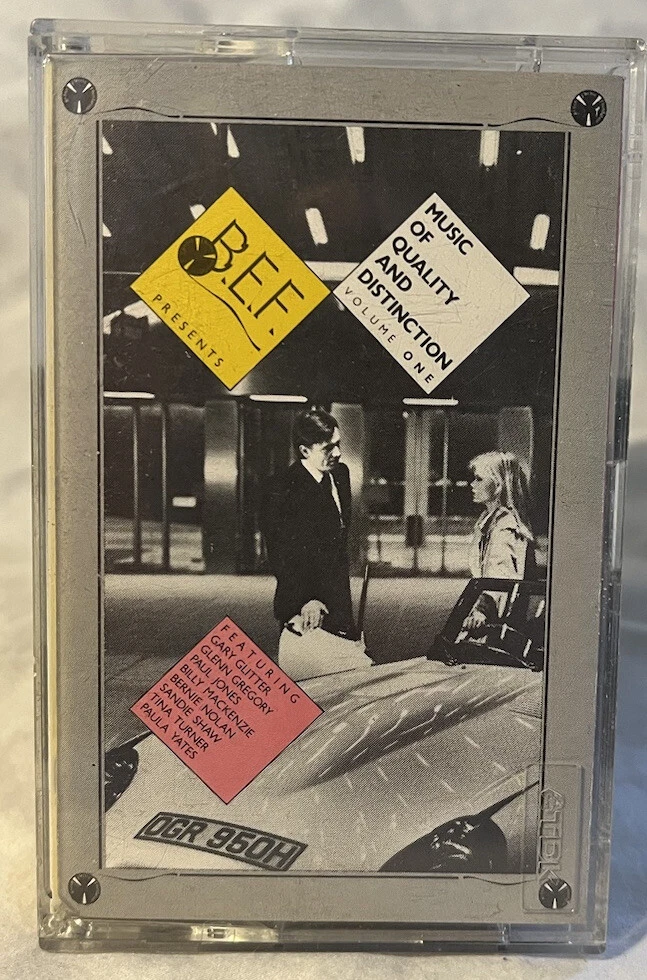 B.E.F.
PRESENTS
MUSIC
OF
QUALITY
AND
DISTINCTION
VOLUME ONE
FEATURING
GARY GLITTER
GLENN GREGORY
PAUL JONES
BILLY MACKENZIE
BERNIE NOLAN
SANDIE SHAW
TINA TURNER
PAULA YATES
OGR 960H
TDK